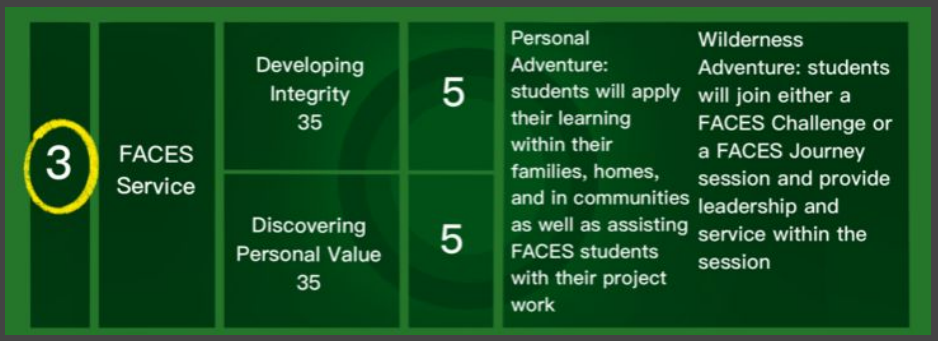 3
FACES
Service
Developing
Integrity
35
5
Discovering
Personal Value
35
5
Personal
Adventure:
students will apply
their learning
within their
families, homes,
and in communities
as well as assisting
FACES students
with their project
work
Wilderness
Adventure: students
will join either a
FACES Challenge or
a FACES Journey
session and provide
leadership and
service within the
session